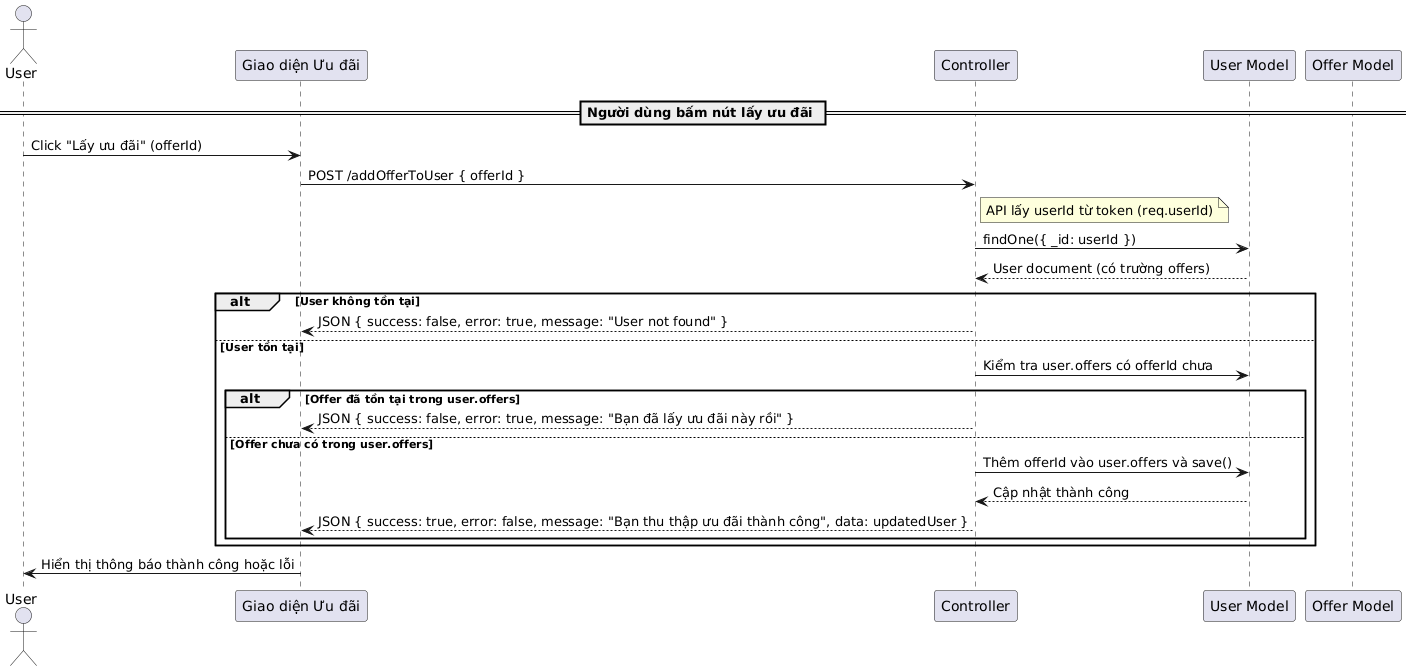 User
Giao diện Ưu đãi
Controller
User Model
Offer Model
Người dùng bấm nút lấy ưu đãi
Click "Lấy ưu đãi" (offerId)
POST /addOfferToUser { offerId }
API lấy userId từ token (req.userId)
findOne({ _id: userId })
User document (có trường offers)
alt
[User không tồn tại]
JSON { success: false, error: true, message: "User not found" }
[User tồn tại]
Kiểm tra user.offers có offerId chưa
alt
[Offer đã tồn tại trong user.offers]
JSON { success: false, error: true, message: "Bạn đã lấy ưu đãi này rồi" }
[Offer chưa có trong user.offers]
Thêm offerId vào user.offers và save()
Cập nhật thành công
JSON { success: true, error: false, message: "Bạn thu thập ưu đãi thành công", data: updatedUser }
Hiển thị thông báo thành công hoặc lỗi
User
Giao diện Ưu đãi
Controller
User Model
Offer Model